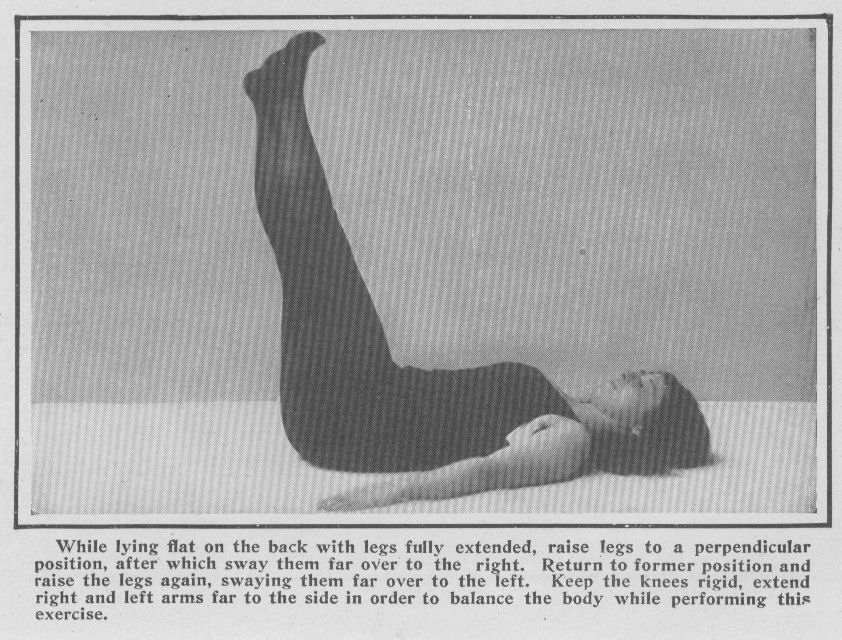 While lying flat on the back with legs fully extended, raise legs to a perpendicular
position, after which sway them far over to the right. Return to former position and
raise the legs again, swaying them far over to the left. Keep the knees rigid, extend
right and left arms far to the side in order to balance the body while performing this
exercise.